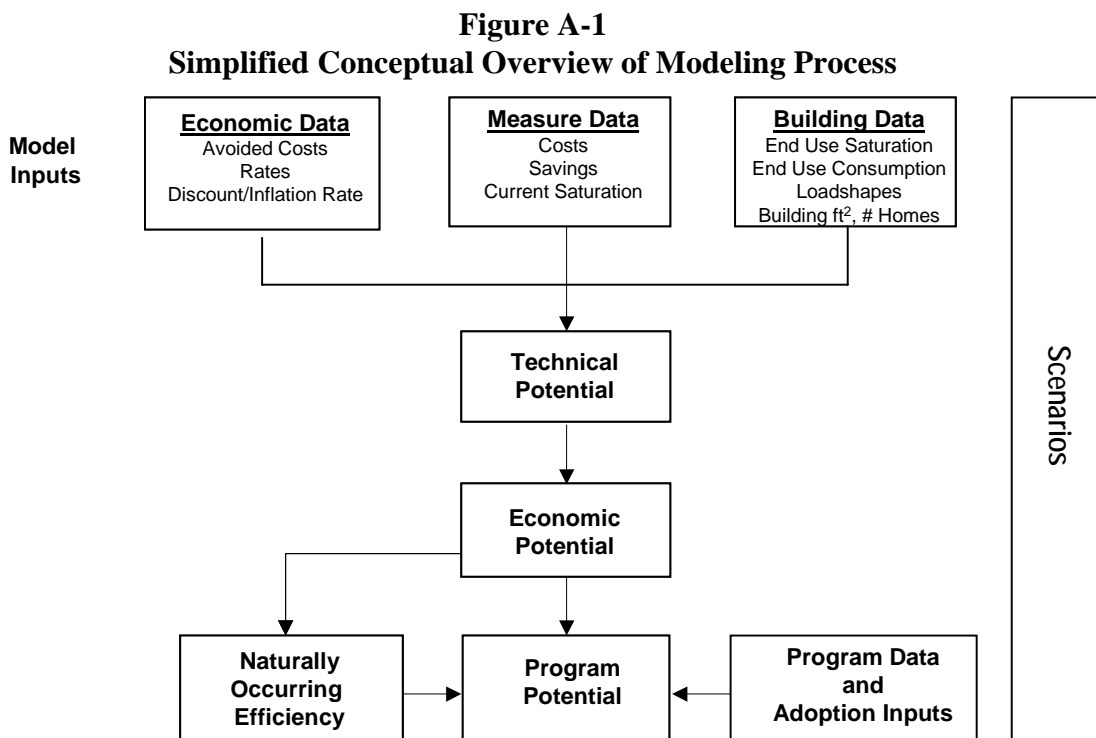 Figure A-1
Simplified Conceptual Overview of Modeling Process
Model
Inputs
Economic Data
Avoided Costs
Rates
Discount/Inflation Rate
Measure Data
Costs
Savings
Current Saturation
Building Data
End Use Saturation
End Use Consumption
Loadshapes
Building ft², # Homes
Scenarios
Technical
Potential
Economic
Potential
Naturally
Occurring
Efficiency
Program
Potential
Program Data
and
Adoption Inputs